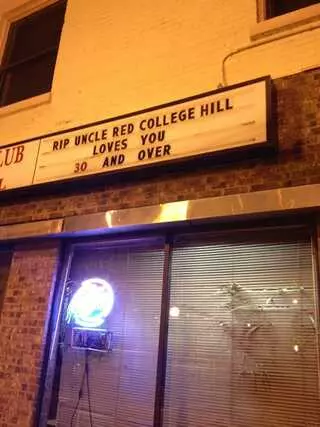 RIP UNCLE RED COLLEGE HILL
LOVES YOU
30 AND OVER
LUB